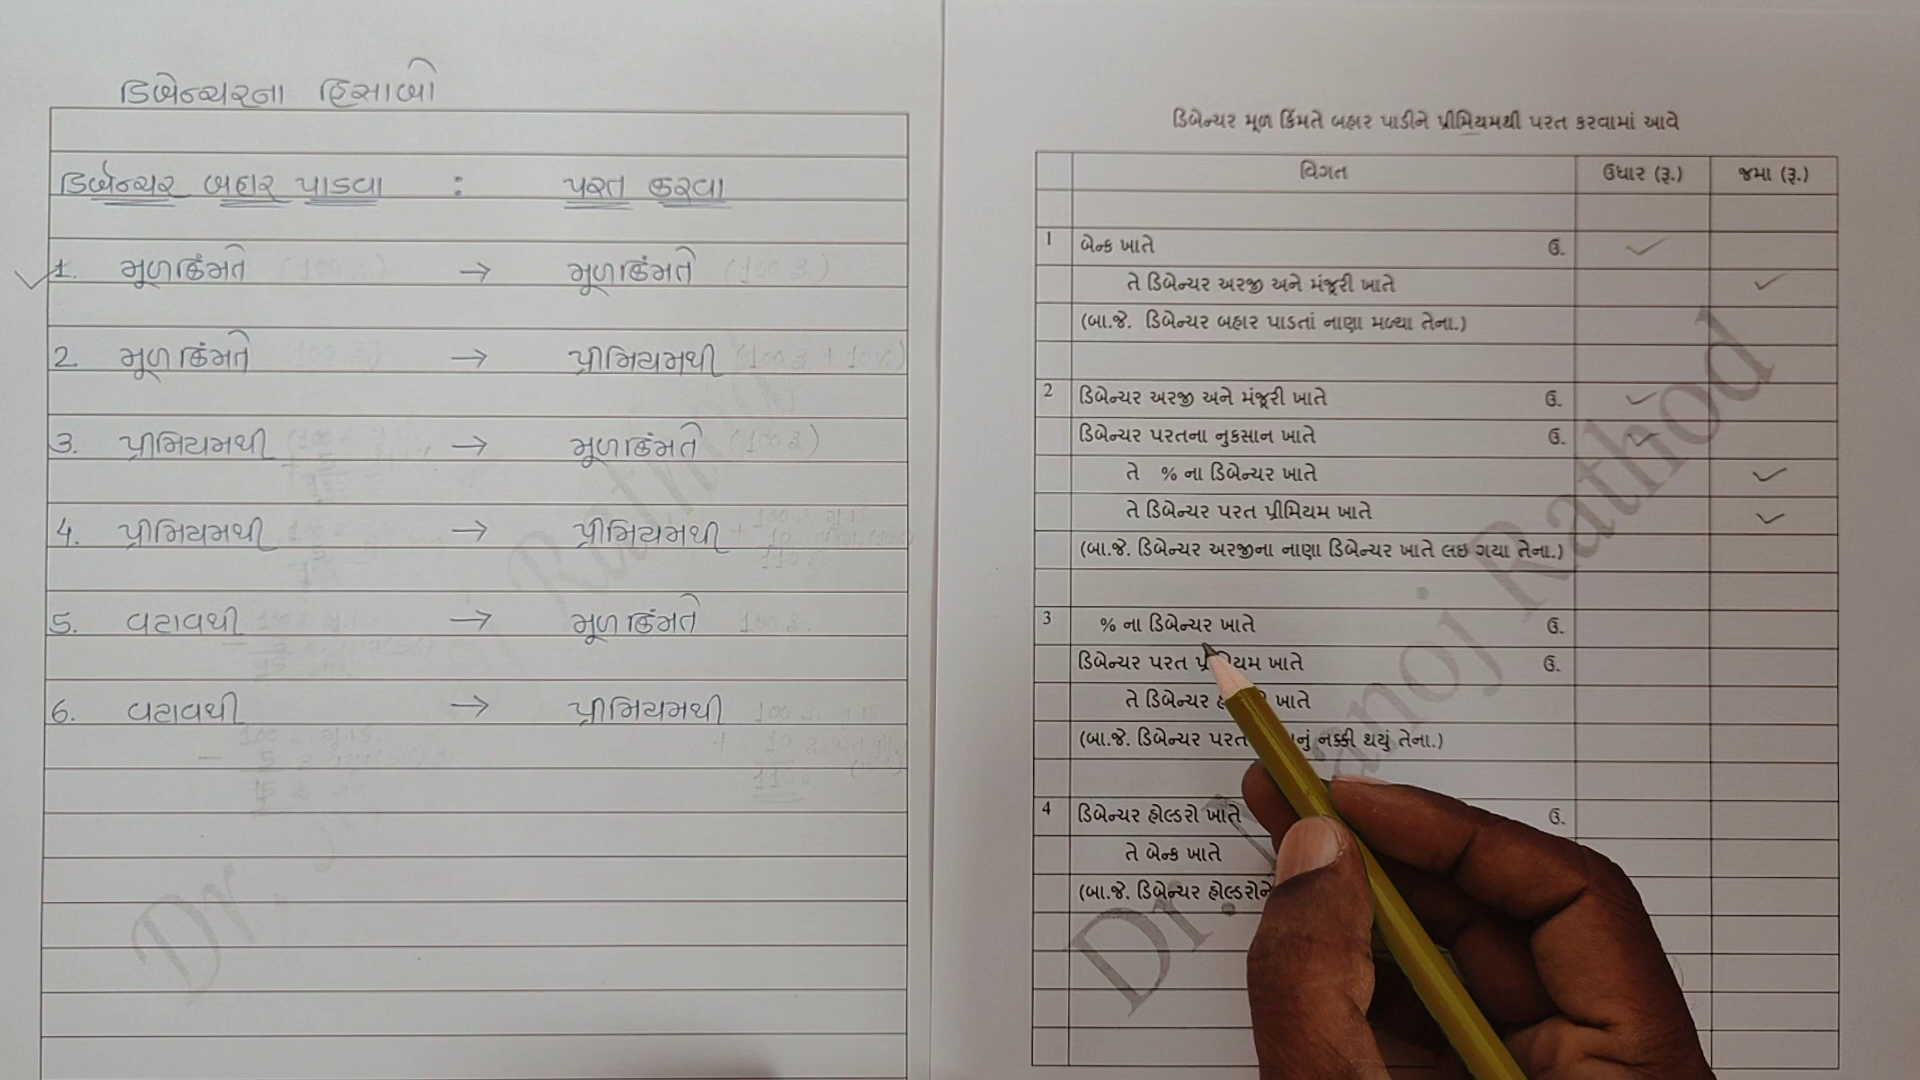 ડિબેન્ચરના હિસાબો
ડિબેન્ચર બહાર પાડવા : પરત કરવા
1. મૂળકિંમતે → મૂળકિંમતે (100 રૂ.)
2. મૂળકિંમતે → પ્રીમિયમથી
3. પ્રીમિયમથી → મૂળકિંમતે
4. પ્રીમિયમથી → પ્રીમિયમથી
5. વટાવથી → મૂળકિંમતે
6. વટાવથી → પ્રીમિયમથી
ડિબેન્ચર મૂળ કિંમતે બહાર પાડીને પ્રીમિયમથી પરત કરવામાં આવે
વિગત ઉધાર (રૂ.) જમા (રૂ.)
1 બેન્ક ખાતે ઉ.
તે ડિબેન્ચર અરજી અને મંજૂરી ખાતે
(બા.જે. ડિબેન્ચર બહાર પાડતાં નાણા મળ્યા તેના.)
2 ડિબેન્ચર અરજી અને મંજૂરી ખાતે ઉ.
ડિબેન્ચર પરતના નુકસાન ખાતે ઉ.
તે % ના ડિબેન્ચર ખાતે
તે ડિબેન્ચર પરત પ્રીમિયમ ખાતે
(બા.જે. ડિબેન્ચર અરજીના નાણા ડિબેન્ચર ખાતે લઇ ગયા તેના.)
3 % ના ડિબેન્ચર ખાતે ઉ.
ડિબેન્ચર પરત પ્રીમિયમ ખાતે ઉ.
તે ડિબેન્ચર ખાતે
(બા.જે. ડિબેન્ચર પરત નક્કી થયું તેના.)
4 ડિબેન્ચર હોલ્ડરો ખાતે ઉ.
તે બેન્ક ખાતે
(બા.જે. ડિબેન્ચર હોલ્ડરોને
Dr. Manoj Rathod